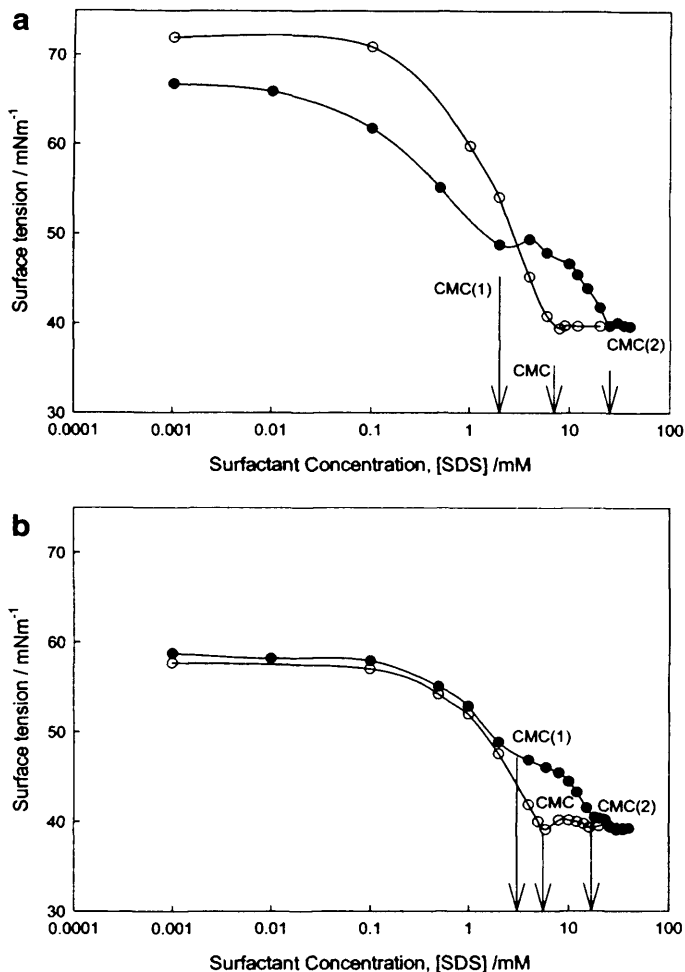 a
70
60
50
40
30
Surface tension / mNm⁻¹
CMC(1)
CMC
CMC(2)
0.0001
0.001
0.01
0.1
1
10
100
Surfactant Concentration, [SDS] /mM
b
70
60
50
40
30
Surface tension / mNm⁻¹
CMC(1)
CMC
CMC(2)
0.0001
0.001
0.01
0.1
1
10
100
Surfactant Concentration, [SDS] /mM